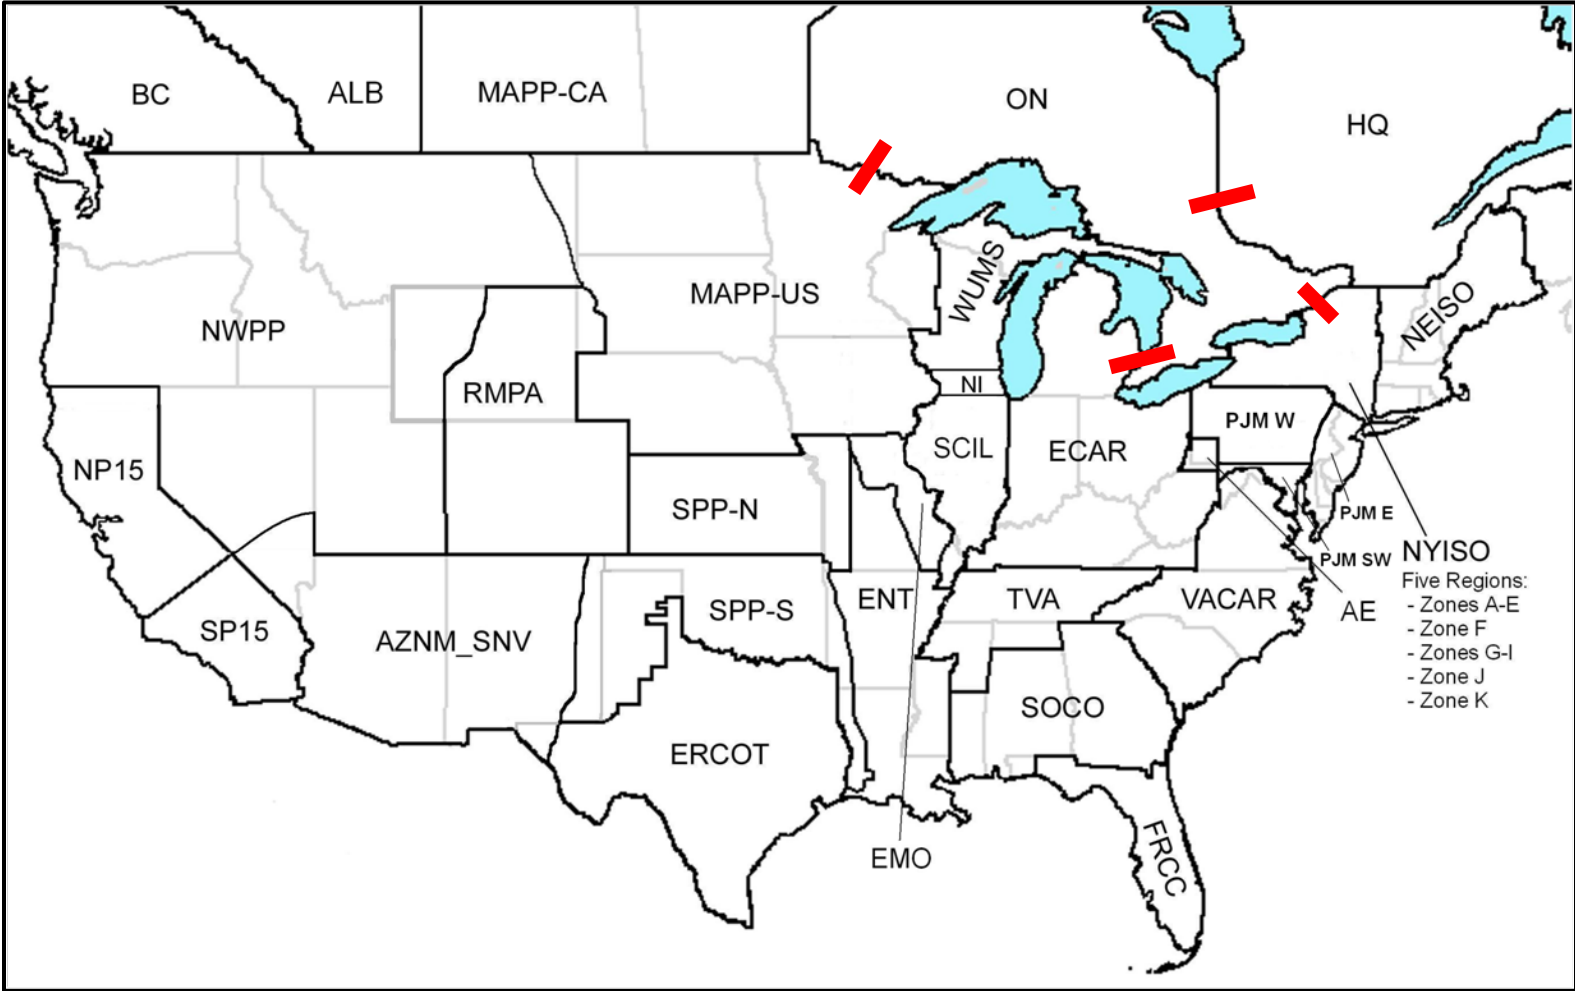 BC
ALB
MAPP-CA
ON
HQ
NWPP
MAPP-US
WUMS
NEISO
RMPA
NI
PJM W
NP15
SCIL
ECAR
SPP-N
PJM E
PJM SW
NYISO
Five Regions:
- Zones A-E
- Zone F
- Zones G-I
- Zone J
- Zone K
AE
SP15
AZNM_SNV
SPP-S
ENT
TVA
VACAR
SOCO
ERCOT
EMO
FRCC